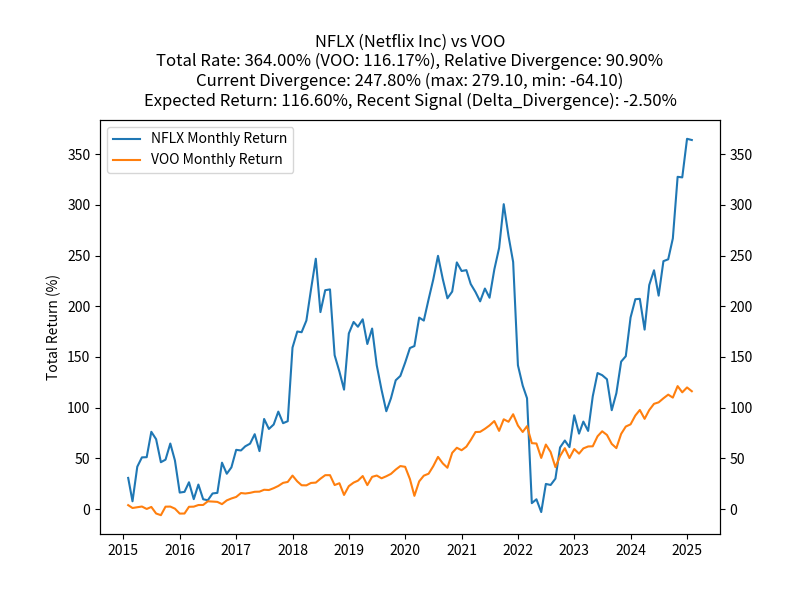 NFLX (Netflix Inc) vs VOO
Total Rate: 364.00% (VOO: 116.17%), Relative Divergence: 90.90%
Current Divergence: 247.80% (max: 279.10, min: -64.10)
Expected Return: 116.60%, Recent Signal (Delta_Divergence): -2.50%
NFLX Monthly Return
VOO Monthly Return
Total Return (%)
350 350
300 300
250 250
200 200
150 150
100 100
50 50
0 0
2015 2016 2017 2018 2019 2020 2021 2022 2023 2024 2025